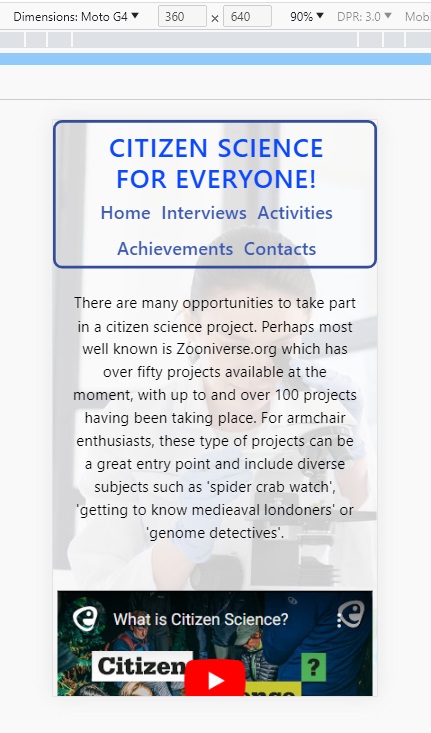 Dimensions: Moto G4 ▼ 360 x 640 90% ▼ DPR: 3.0 ▼ Mobi
CITIZEN SCIENCE
FOR EVERYONE!
Home Interviews Activities
Achievements Contacts
There are many opportunities to take part
in a citizen science project. Perhaps most
well known is Zooniverse.org which has
over fifty projects available at the
moment, with up to and over 100 projects
having been taking place. For armchair
enthusiasts, these type of projects can be
a great entry point and include diverse
subjects such as 'spider crab watch',
'getting to know medieaval londoners' or
'genome detectives'.
What is Citizen Science?
Citizen ?